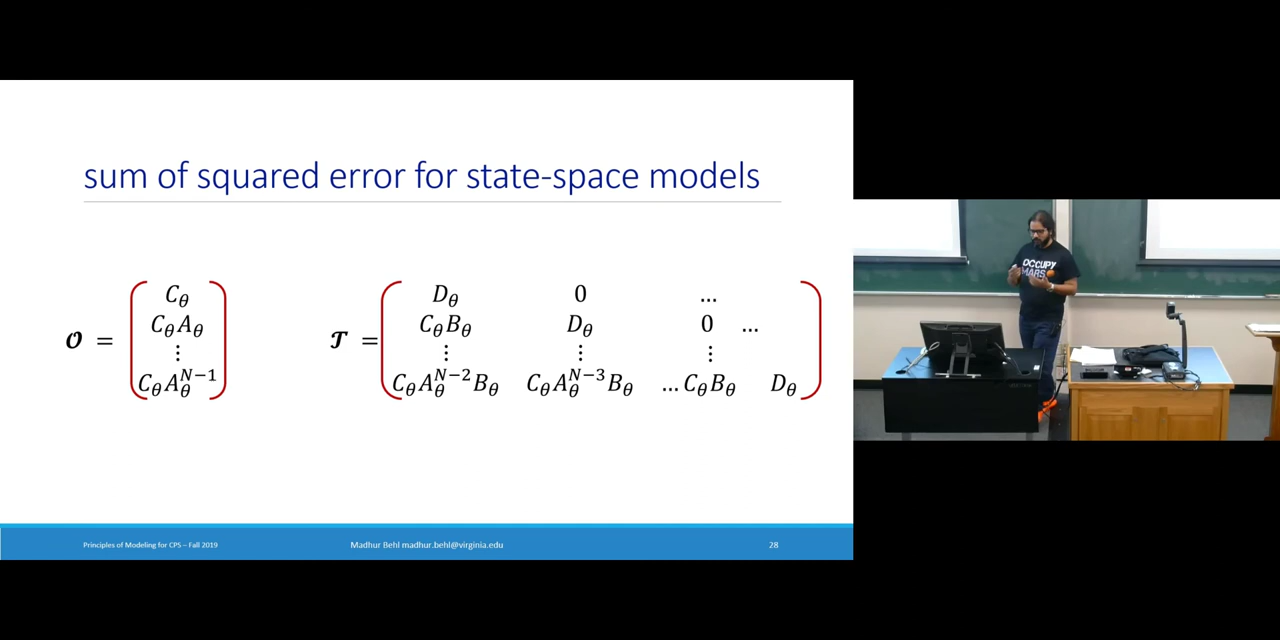 sum of squared error for state-space models
𝓞 = ( C_θ
C_θ A_θ
⋮
C_θ A_θ^{N−1} )
𝓣 = ( D_θ 0 …
C_θ B_θ D_θ 0 …
⋮ ⋮ ⋮
C_θ A_θ^{N−2} B_θ C_θ A_θ^{N−3} B_θ … C_θ B_θ D_θ )
Principles of Modeling for CPS – Fall 2019 Madhur Behl madhur.behl@virginia.edu 28
OCCUPY
MARS